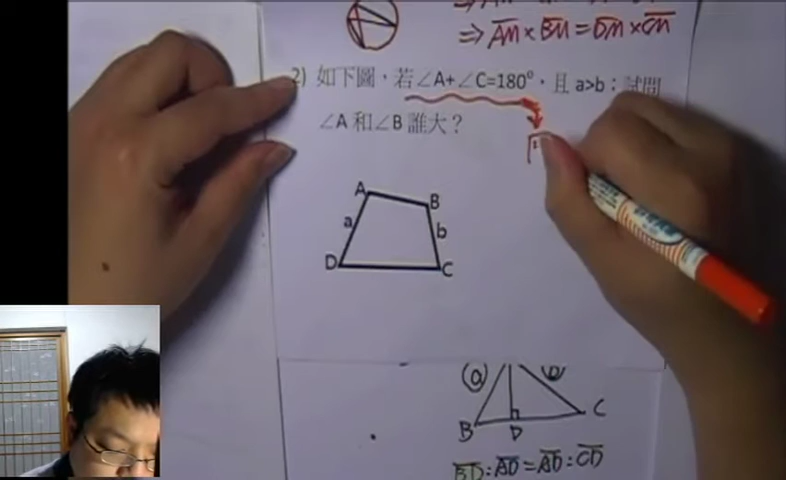 ⇒ AM × BM = DM × CM
2) 如下圖，若∠A+∠C=180°，且 a>b；試問
∠A 和∠B 誰大？
A
B
a
b
D
C
a
B
D
C
BD : AD = AD : CD